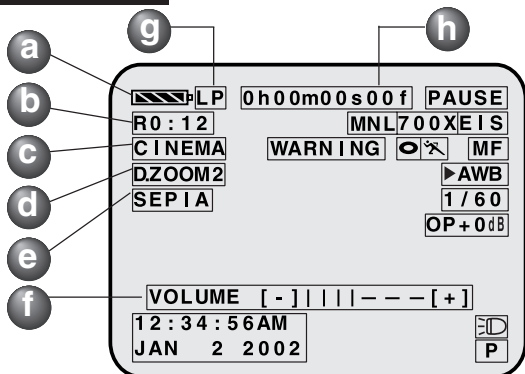 g h
a LP 0h00m00s00f PAUSE
b R0:12 MNL 700X EIS
c CINEMA WARNING MF
d D.ZOOM2 ▶AWB
e SEPIA 1/60
OP+0dB
f VOLUME [-]||||---[+]
12:34:56AM
JAN 2 2002 P